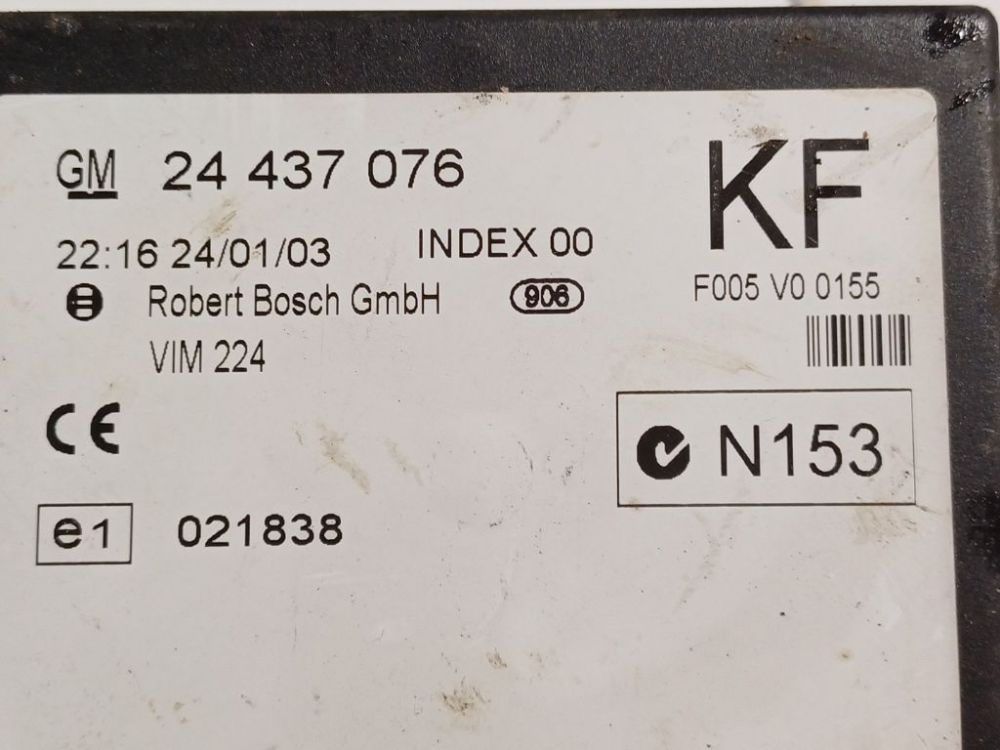 GM 24 437 076
KF
22:16 24/01/03 INDEX 00
F005 V0 0155
Robert Bosch GmbH 906
VIM 224
CE
N153
e1 021838